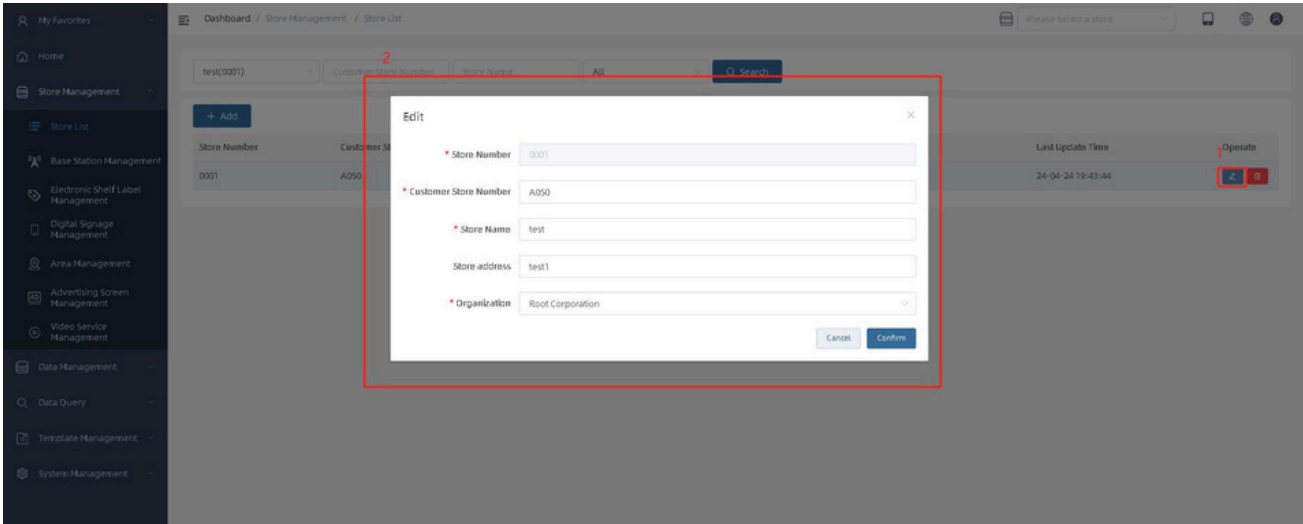 My Favorites
Dashboard / Store Management / Store List
Please select a store
Home
2
test(0001)
Customer Store Number
Store Name
All
Search
Store Management
+ Add
Edit
Store List
Store Number
Customer St
Last Update Time
Operate
1
* Store Number
0001
Base Station Management
0001
A050
24-04-24 19:43:44
Electronic Shelf Label
Management
* Customer Store Number
A050
Digital Signage
Management
* Store Name
test
Area Management
Store address
test1
AD
Advertising Screen
Management
* Organization
Root Corporation
Video Service
Management
Cancel
Confirm
Data Management
Data Query
Template Management
System Management